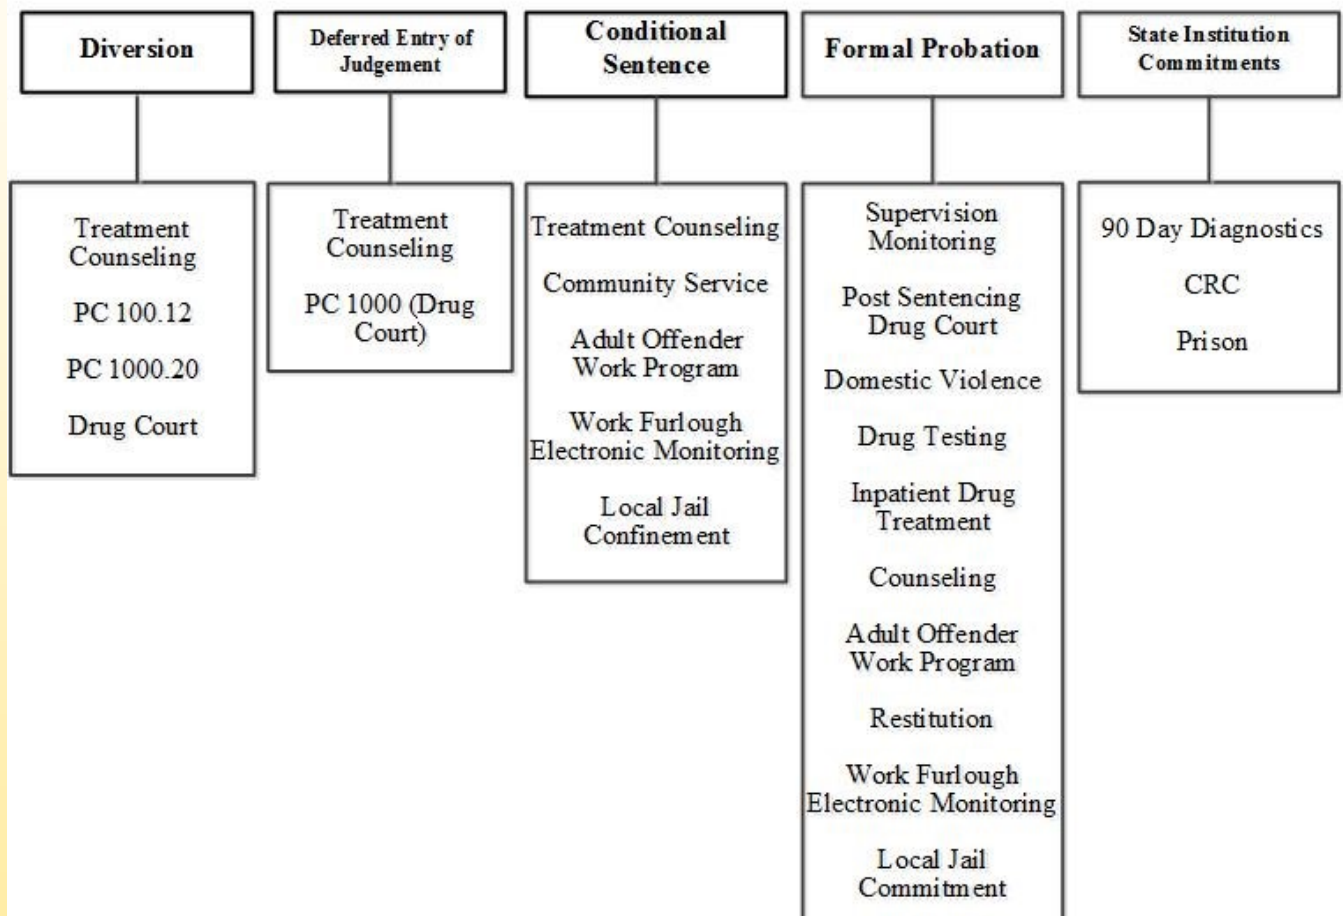 Diversion
Treatment
Counseling
PC 100.12
PC 1000.20
Drug Court
Deferred Entry of
Judgement
Treatment
Counseling
PC 1000 (Drug
Court)
Conditional
Sentence
Treatment Counseling
Community Service
Adult Offender
Work Program
Work Furlough
Electronic Monitoring
Local Jail
Confinement
Formal Probation
Supervision
Monitoring
Post Sentencing
Drug Court
Domestic Violence
Drug Testing
Inpatient Drug
Treatment
Counseling
Adult Offender
Work Program
Restitution
Work Furlough
Electronic Monitoring
Local Jail
Commitment
State Institution
Commitments
90 Day Diagnostics
CRC
Prison